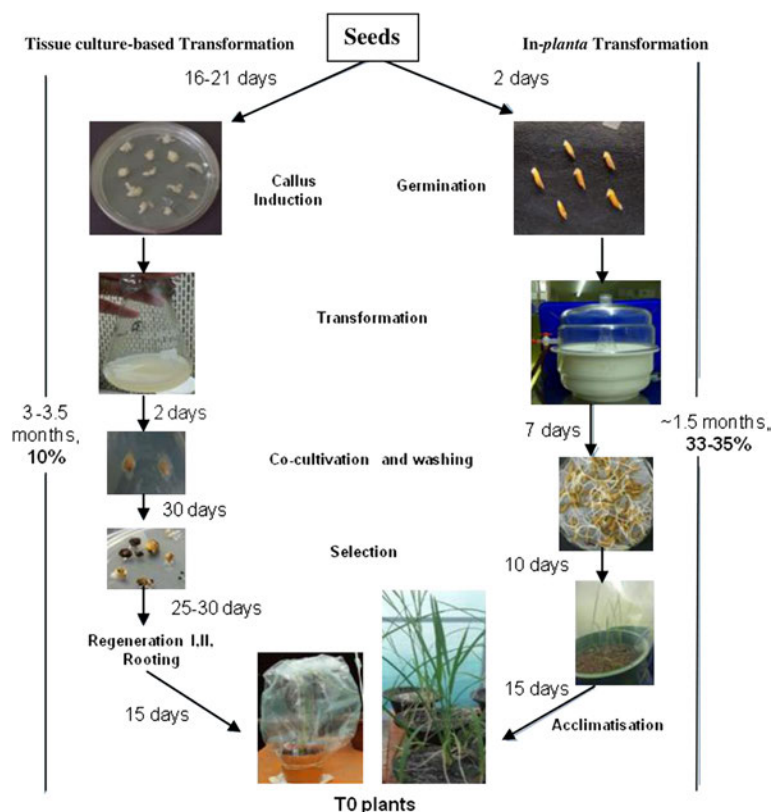 Seeds
Tissue culture-based Transformation
In-planta Transformation
16-21 days
2 days
Callus
Induction
Germination
Transformation
3 -3.5
months,
10%
~1.5 months,
33-35%
2 days
7 days
Co-cultivation and washing
30 days
Selection
10 days
25-30 days
Regeneration I,II,
Rooting
15 days
15 days
Acclimatisation
T0 plants